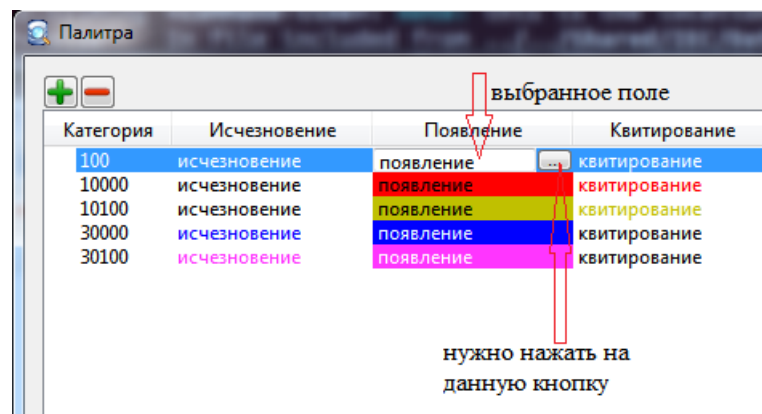 Палитра
выбранное поле
Категория Исчезновение Появление Квитирование
100 исчезновение появление ... квитирование
10000 появление квитирование
10100 исчезновение появление квитирование
30000 исчезновение появление квитирование
30100 исчезновение появление квитирование
нужно нажать на
данную кнопку